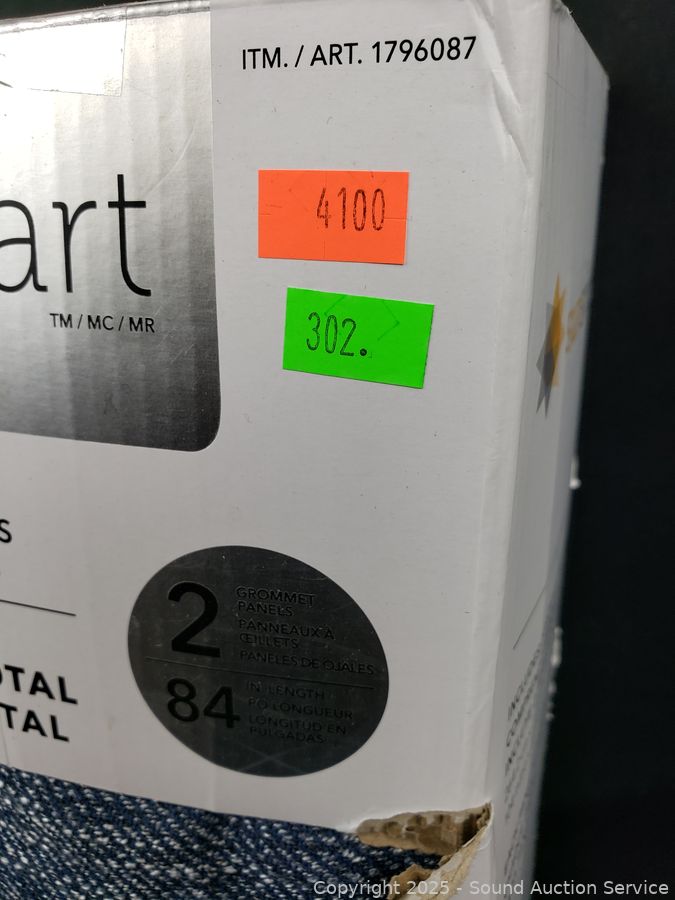 ITM. / ART. 1796087
4100
art
TM / MC / MR
302.
S
2
GROMMET
PANELS
PANNEAUX À
ŒILLETS
PANELES DE OJALES
OTAL
TAL
84
IN. LENGTH
PO LONGUEUR
LONGITUD EN
PULGADAS
Copyright 2025 - Sound Auction Service